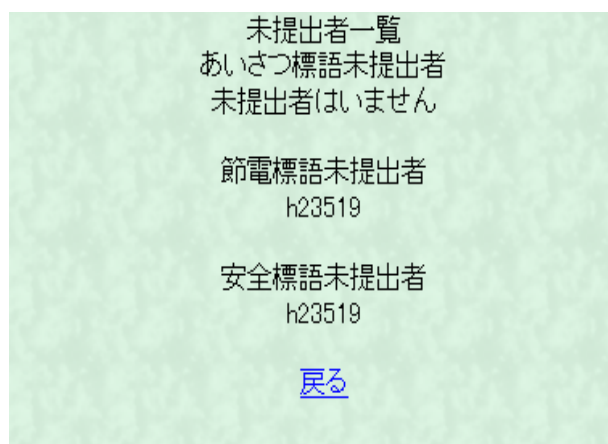 未提出者一覧
あいさつ標語未提出者
未提出者はいません
節電標語未提出者
h23519
安全標語未提出者
h23519
戻る